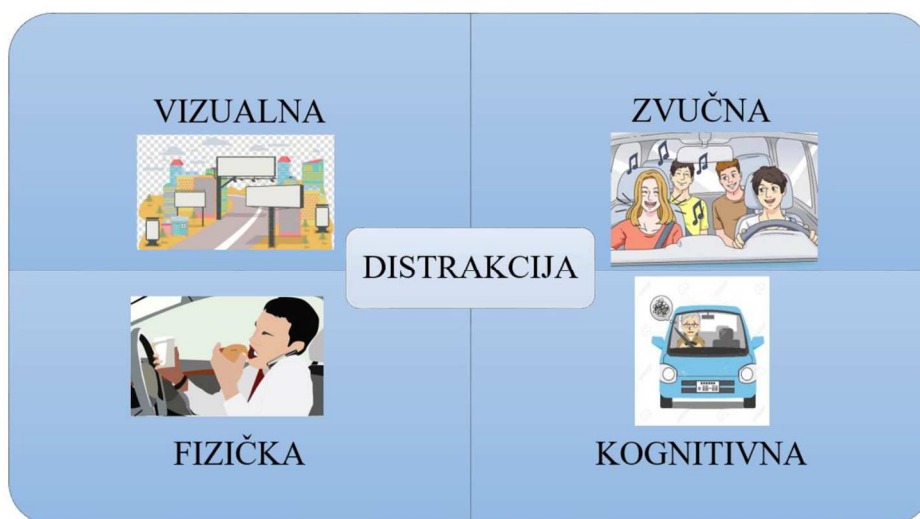 VIZUALNA
ZVUČNA
DISTRAKCIJA
FIZIČKA
KOGNITIVNA